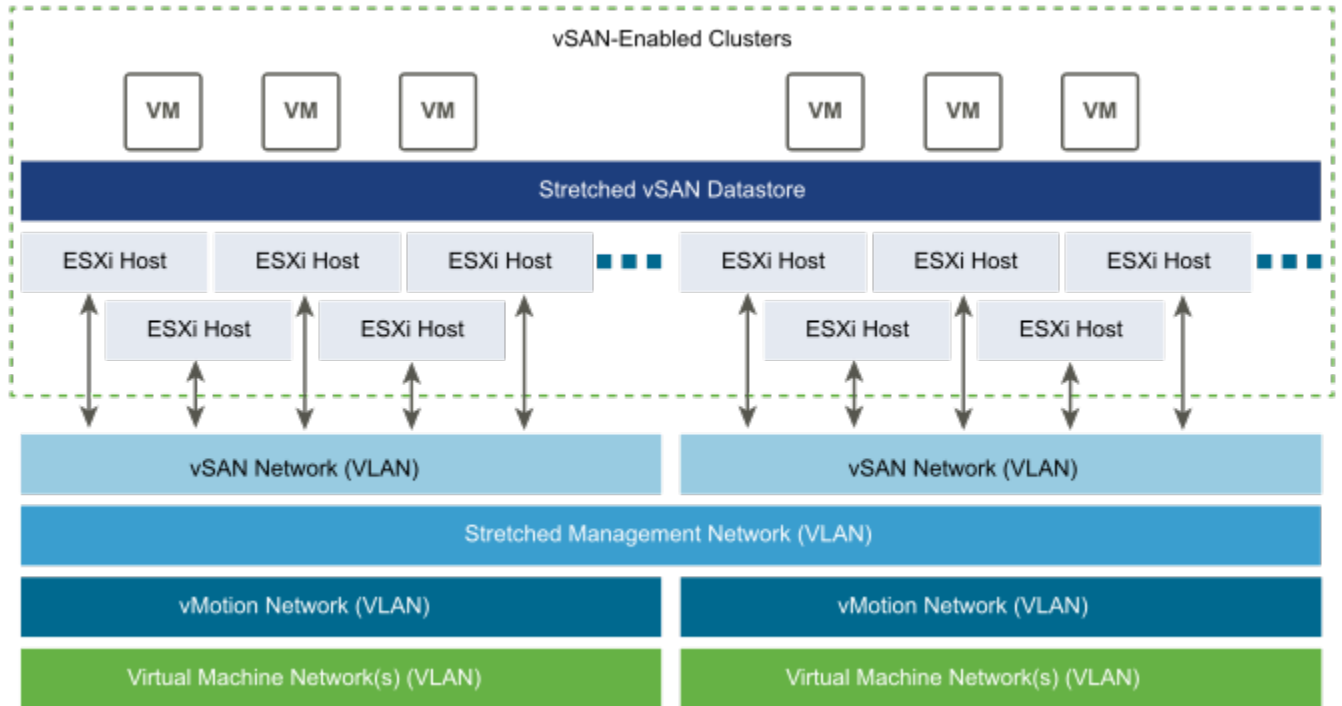 vSAN-Enabled Clusters
VM VM VM VM VM VM
Stretched vSAN Datastore
ESXi Host ESXi Host ESXi Host ESXi Host ESXi Host ESXi Host
ESXi Host ESXi Host ESXi Host ESXi Host
vSAN Network (VLAN) vSAN Network (VLAN)
Stretched Management Network (VLAN)
vMotion Network (VLAN) vMotion Network (VLAN)
Virtual Machine Network(s) (VLAN) Virtual Machine Network(s) (VLAN)